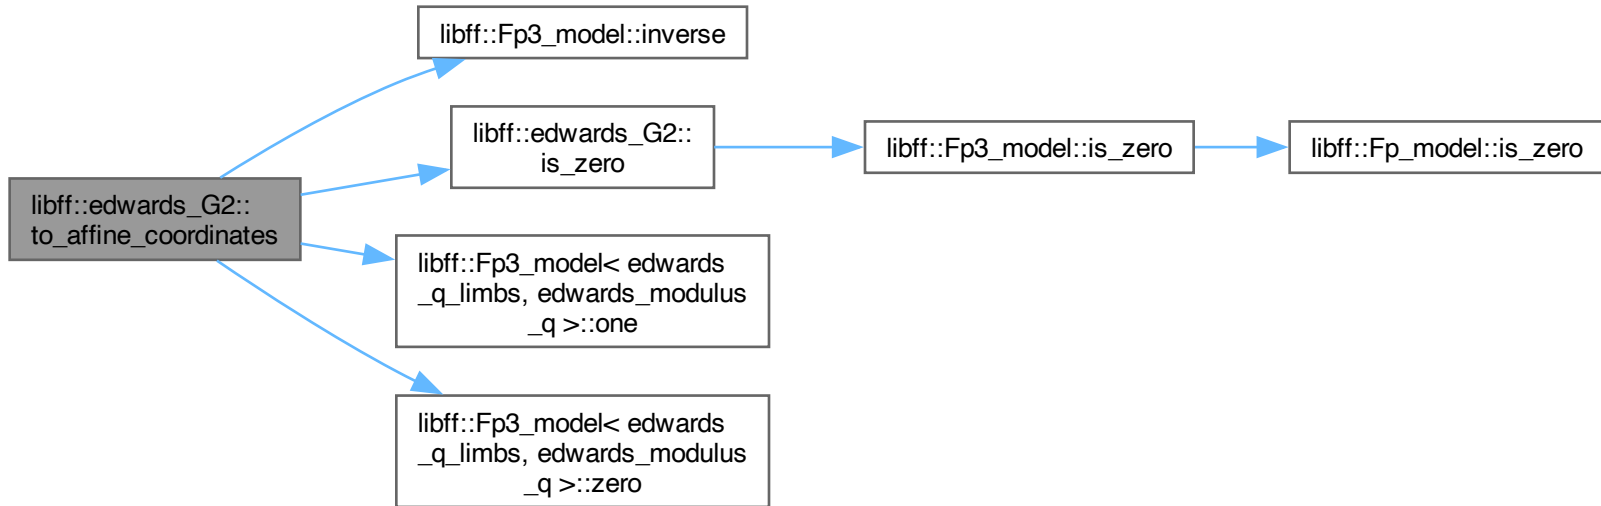 libff::Fp3_model::inverse
libff::edwards_G2::
is_zero
libff::Fp3_model::is_zero
libff::Fp_model::is_zero
libff::edwards_G2::
to_affine_coordinates
libff::Fp3_model< edwards
_q_limbs, edwards_modulus
_q >::one
libff::Fp3_model< edwards
_q_limbs, edwards_modulus
_q >::zero